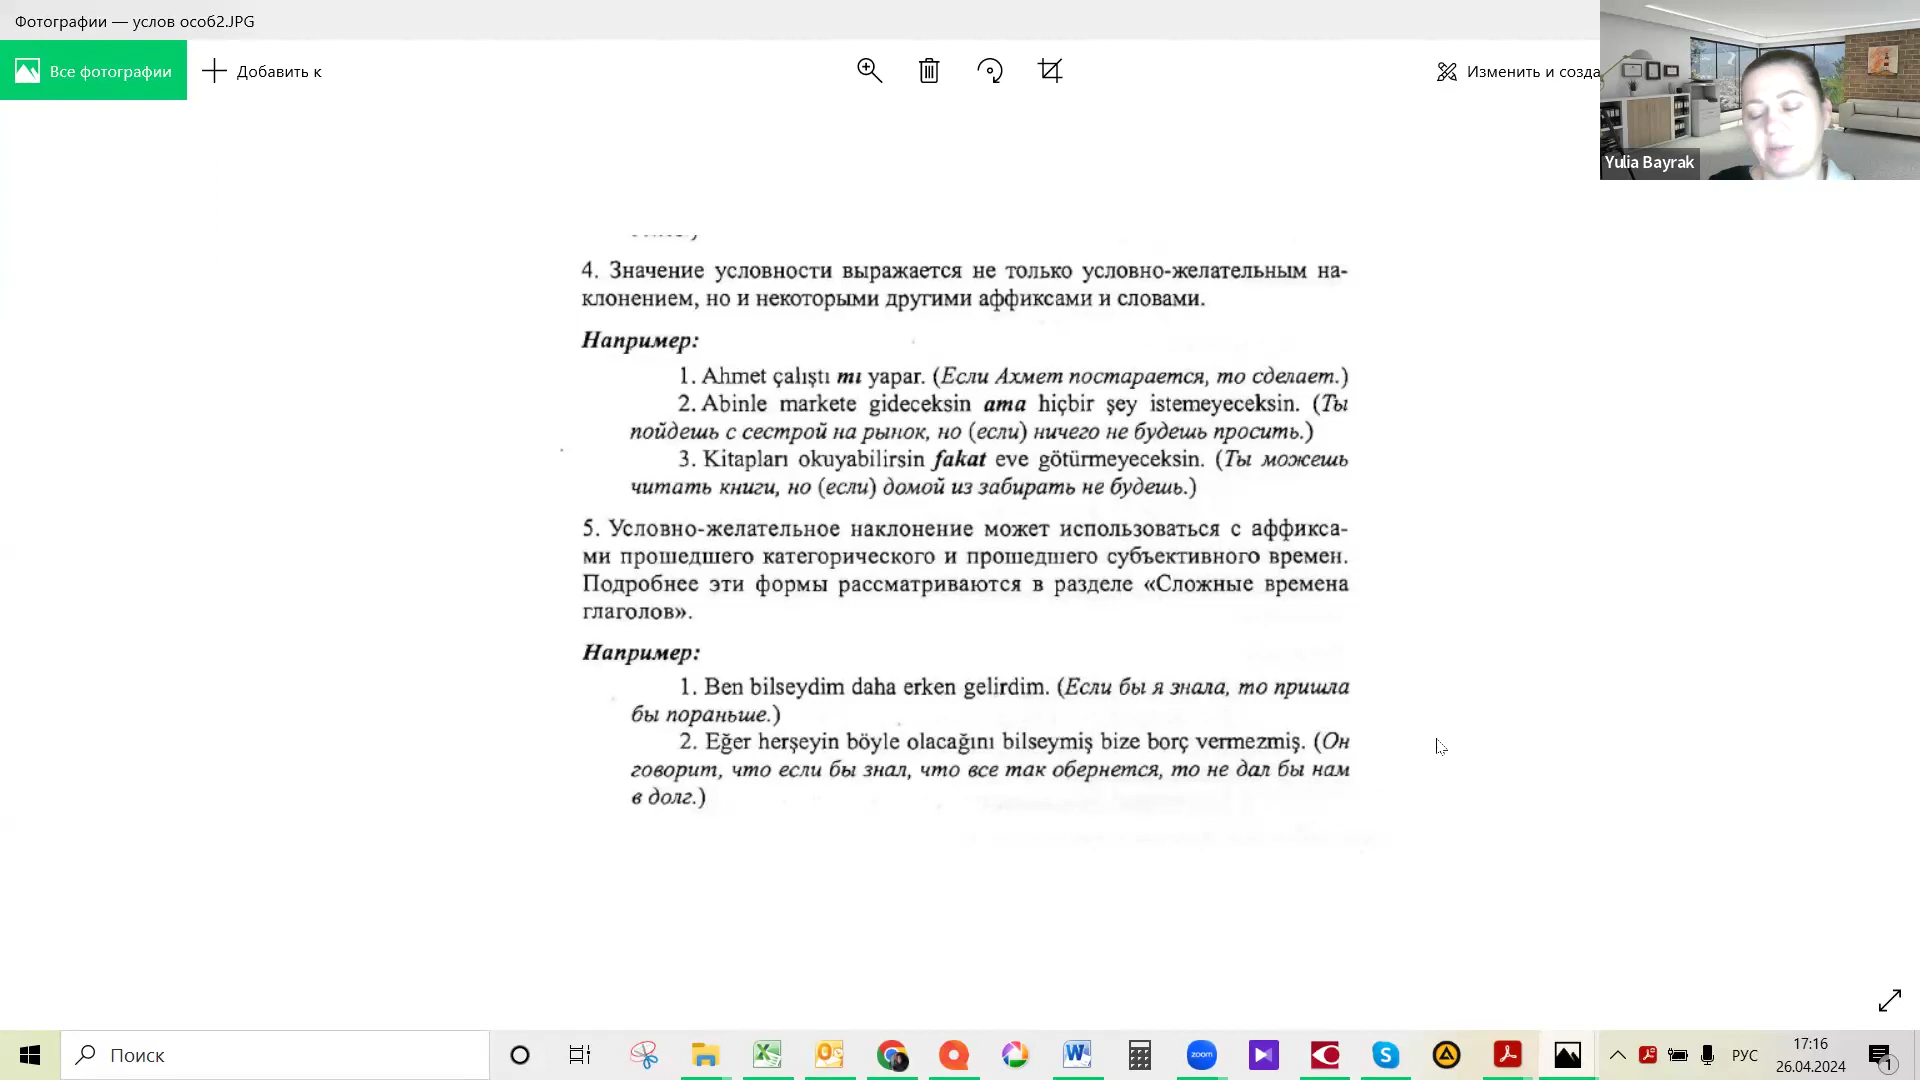 Фотографии — услов особ2.JPG
Все фотографии
Добавить к
Изменить и созда
Yulia Bayrak
4. Значение условности выражается не только условно-желательным на-
клонением, но и некоторыми другими аффиксами и словами.
Например:
1. Ahmet çalıştı mı yapar. (Если Ахмет постарается, то сделает.)
2. Abinle markete gideceksin ama hiçbir şey istemeyeceksin. (Ты
пойдешь с сестрой на рынок, но (если) ничего не будешь просить.)
3. Kitapları okuyabilirsin fakat eve götürmeyeceksin. (Ты можешь
читать книги, но (если) домой из забирать не будешь.)
5. Условно-желательное наклонение может использоваться с аффикса-
ми прошедшего категорического и прошедшего субъективного времен.
Подробнее эти формы рассматриваются в разделе «Сложные времена
глаголов».
Например:
1. Ben bilseydim daha erken gelirdim. (Если бы я знала, то пришла
бы пораньше.)
2. Eğer herşeyin böyle olacağını bilseymiş bize borç vermezmiş. (Он
говорит, что если бы знал, что все так обернется, то не дал бы нам
в долг.)
Поиск
zoom
РУС
17:16
26.04.2024
1